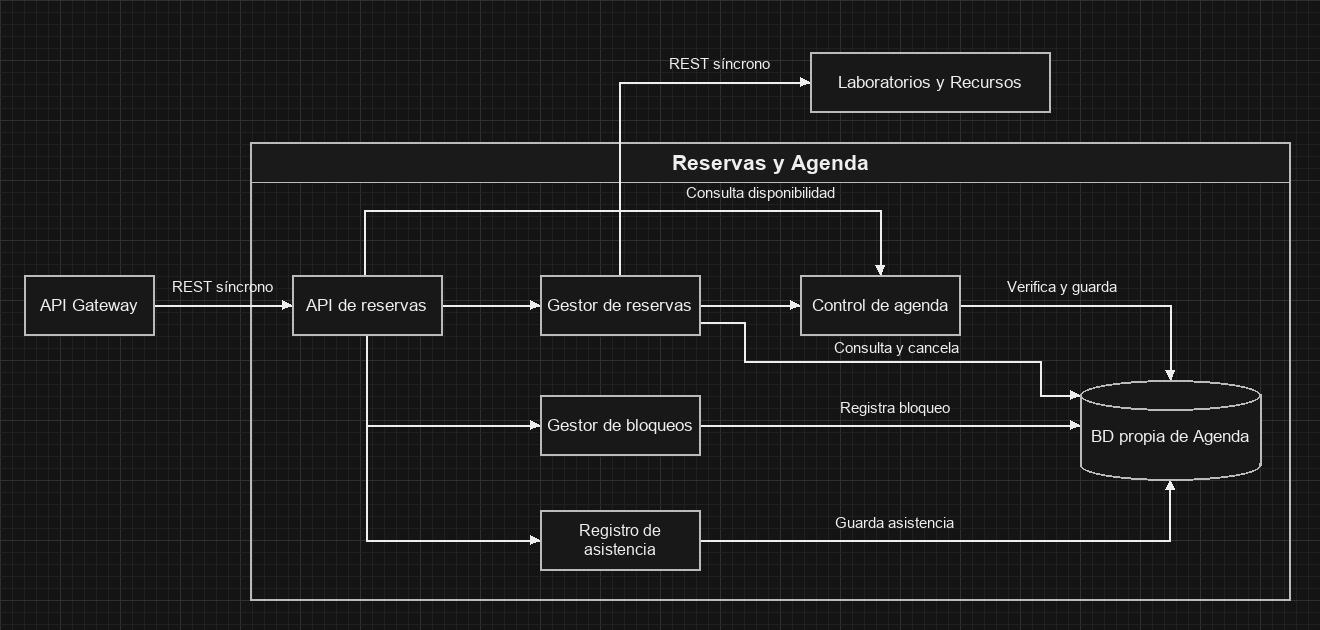 REST síncrono
Laboratorios y Recursos
Reservas y Agenda
Consulta disponibilidad
API Gateway
REST síncrono
API de reservas
Gestor de reservas
Control de agenda
Verifica y guarda
Consulta y cancela
Gestor de bloqueos
Registra bloqueo
BD propia de Agenda
Registro de
asistencia
Guarda asistencia